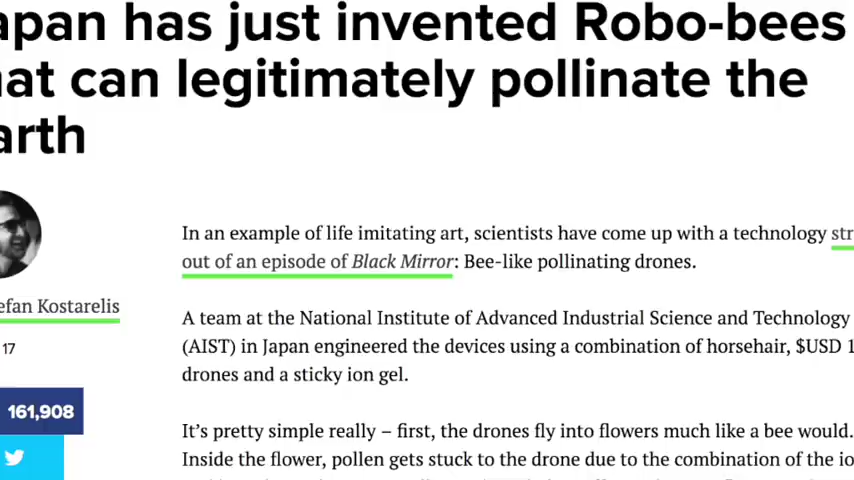 apan has just invented Robo-bees
hat can legitimately pollinate the
arth
In an example of life imitating art, scientists have come up with a technology str
out of an episode of Black Mirror: Bee-like pollinating drones.
efan Kostarelis
17
A team at the National Institute of Advanced Industrial Science and Technology
(AIST) in Japan engineered the devices using a combination of horsehair, $USD 1
drones and a sticky ion gel.
161,908
It's pretty simple really – first, the drones fly into flowers much like a bee would.
Inside the flower, pollen gets stuck to the drone due to the combination of the io